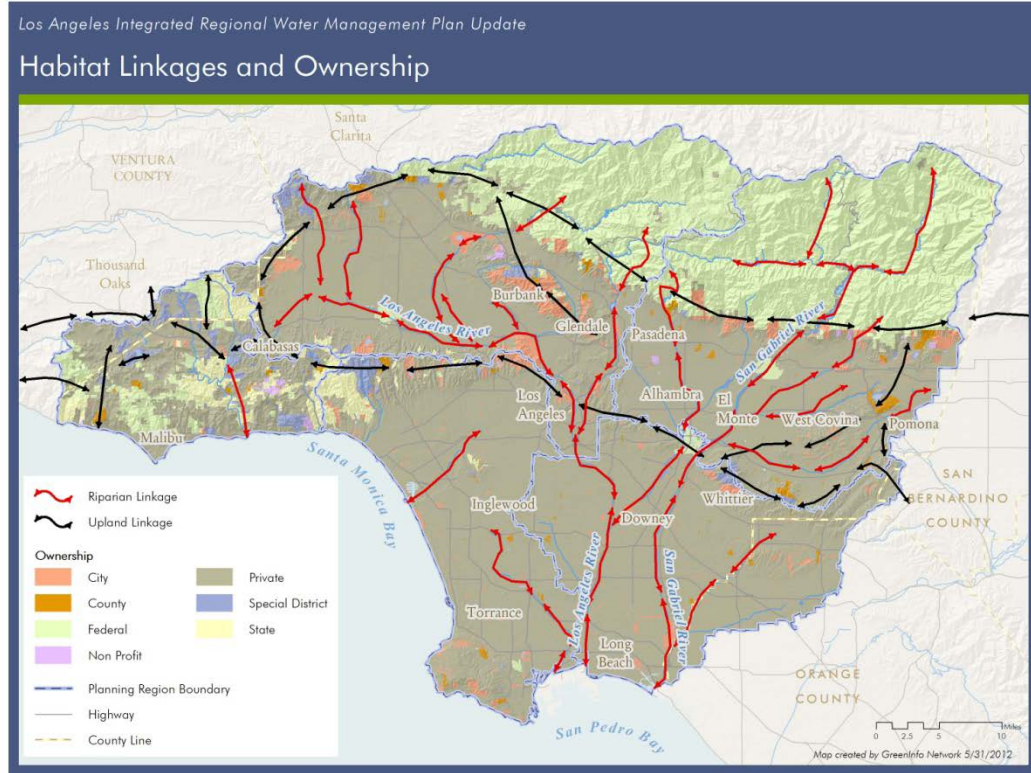 Los Angeles Integrated Regional Water Management Plan Update
Habitat Linkages and Ownership
Santa
Clarita
VENTURA
COUNTY
Thousand
Oaks
Burbank
Los Angeles River
Glendale
Pasadena
San Gabriel River
Calabasas
Los
Angeles
Alhambra
El
Monte
West Covina
Pomona
Malibu
Santa Monica Bay
SAN
BERNARDINO
COUNTY
Inglewood
Whittier
Downey
Los Angeles River
San Gabriel River
Torrance
Long
Beach
ORANGE
COUNTY
San Pedro Bay
Riparian Linkage
Upland Linkage
Ownership
City
County
Federal
Non Profit
Private
Special District
State
Planning Region Boundary
Highway
County Line
Miles
0 2.5 5 10
Map created by GreenInfo Network 5/31/2012